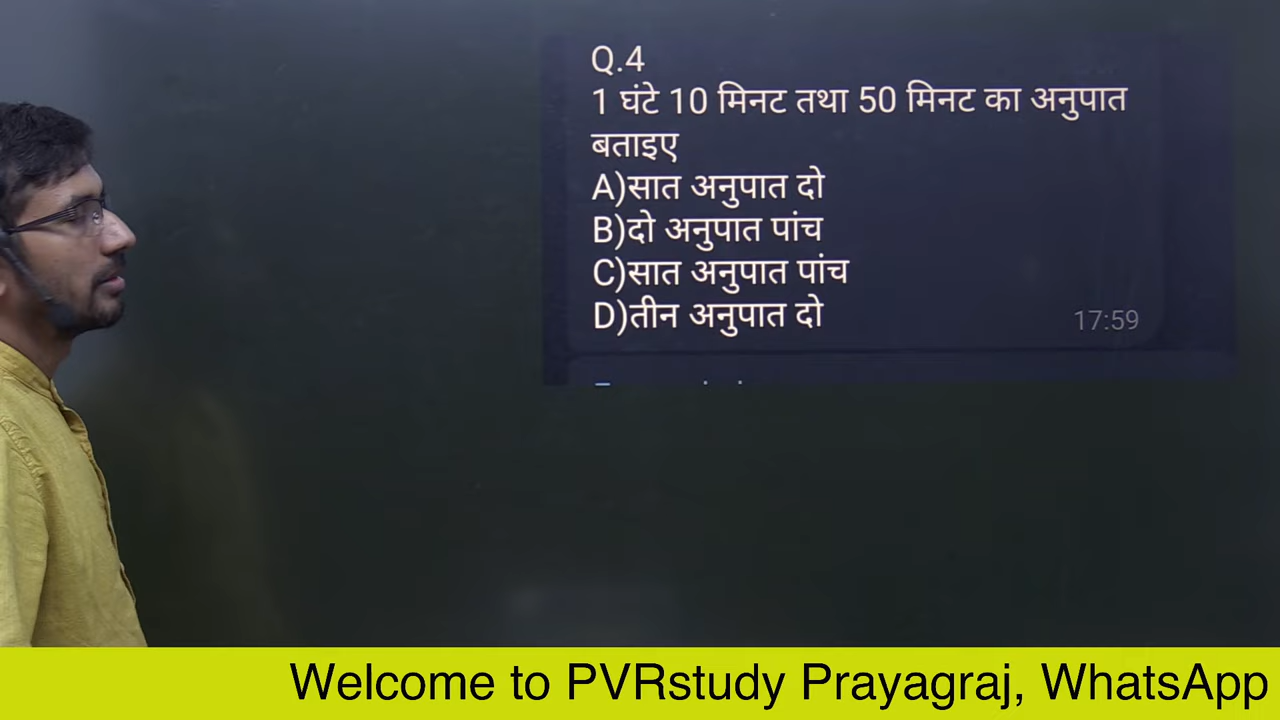 Q.4
1 घंटे 10 मिनट तथा 50 मिनट का अनुपात
बताइए
A)सात अनुपात दो
B)दो अनुपात पांच
C)सात अनुपात पांच
D)तीन अनुपात दो
17:59
Welcome to PVRstudy Prayagraj, WhatsApp